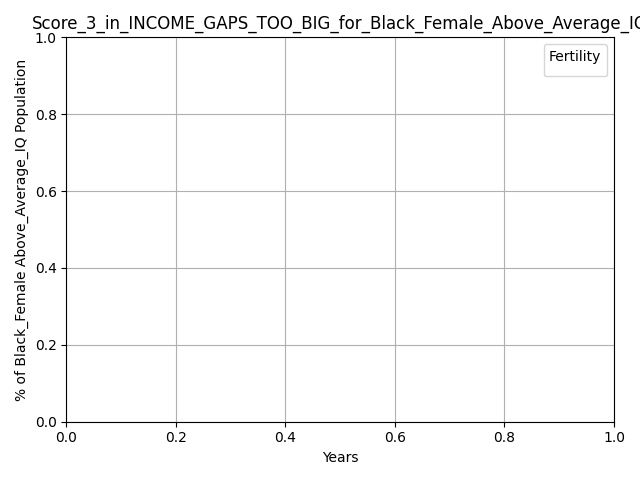 Score_3_in_INCOME_GAPS_TOO_BIG_for_Black_Female_Above_Average_IQ
Fertility
% of Black_Female Above_Average_IQ Population
1.0
0.8
0.6
0.4
0.2
0.0
0.0 0.2 0.4 0.6 0.8 1.0
Years